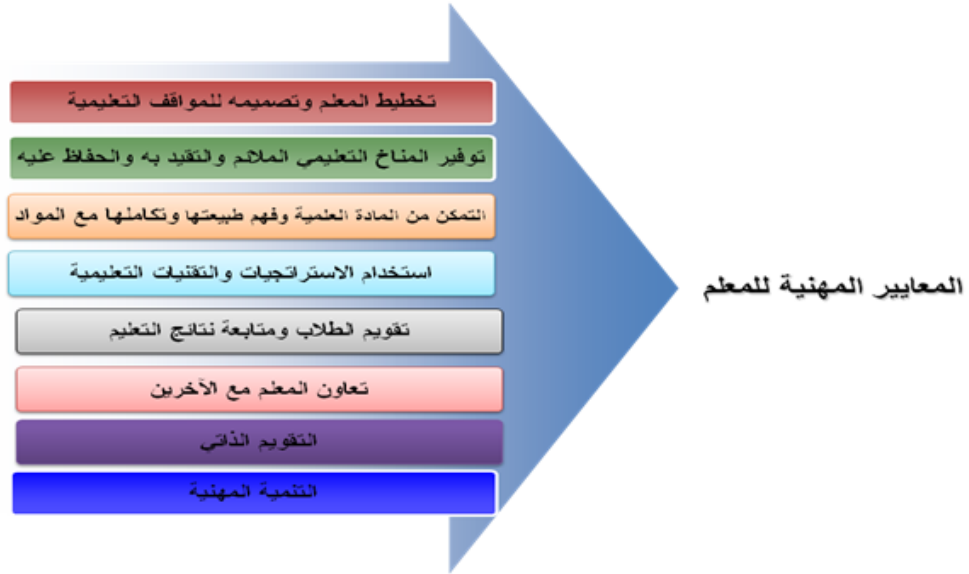 تخطيط المعلم وتصميمه للمواقف التعليمية
توفير المناخ التعليمي الملائم والتقيد به والحفاظ عليه
التمكن من المادة العلمية وفهم طبيعتها وتكاملها مع المواد
استخدام الاستراتجيات والتقنيات التعليمية
تقويم الطلاب ومتابعة نتائج التعليم
تعاون المعلم مع الآخرين
التقويم الذاتي
التنمية المهنية
المعايير المهنية للمعلم